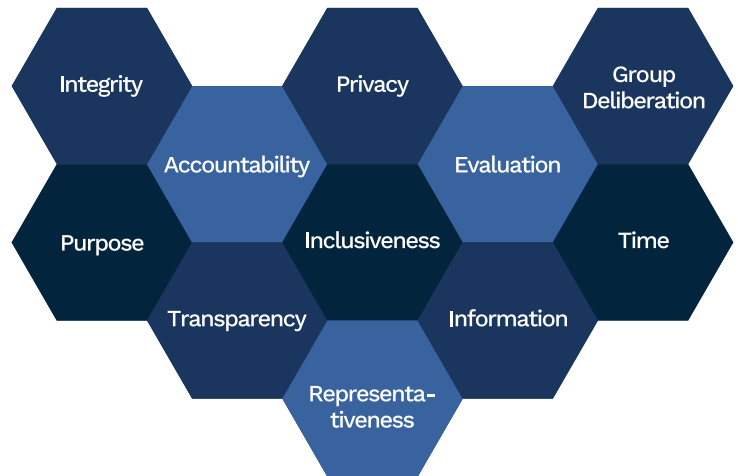 Integrity
Privacy
Group
Deliberation
Accountability
Evaluation
Purpose
Inclusiveness
Time
Transparency
Information
Representa-
tiveness